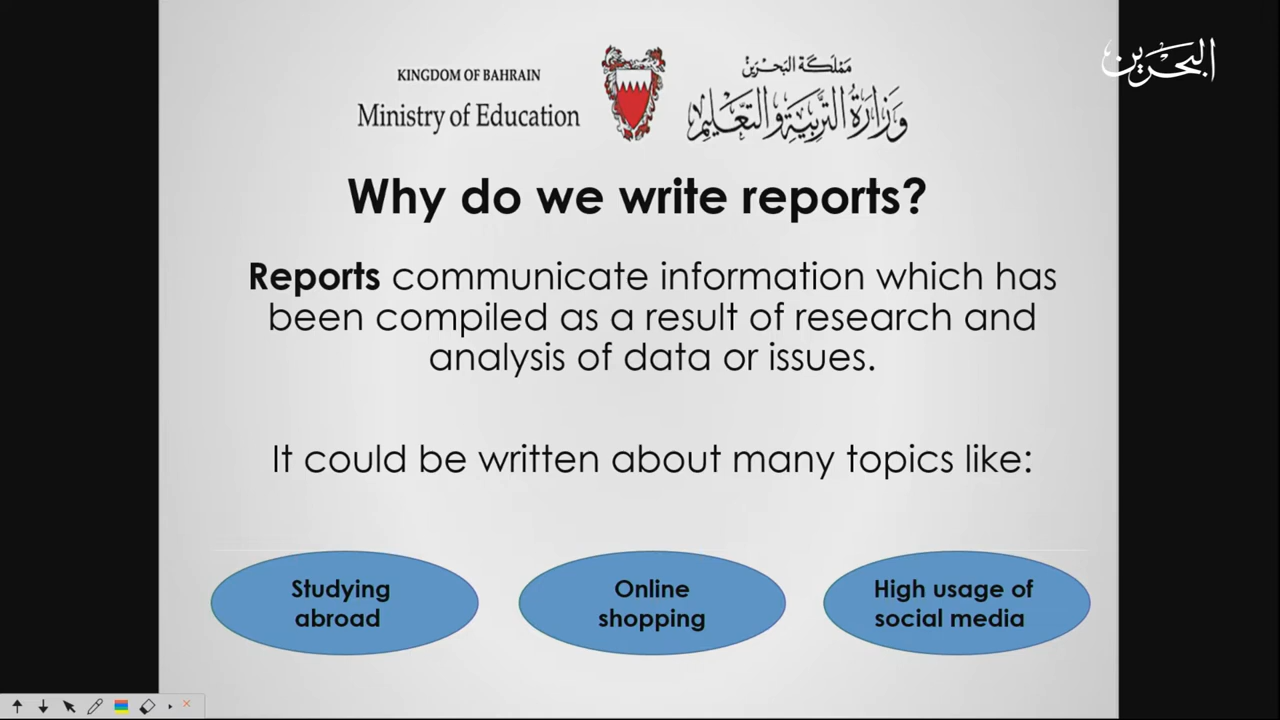 البحرين
KINGDOM OF BAHRAIN
Ministry of Education
مملكة البحرين
وزارة التربية والتعليم
Why do we write reports?
Reports communicate information which has
been compiled as a result of research and
analysis of data or issues.
It could be written about many topics like:
Studying
abroad
Online
shopping
High usage of
social media